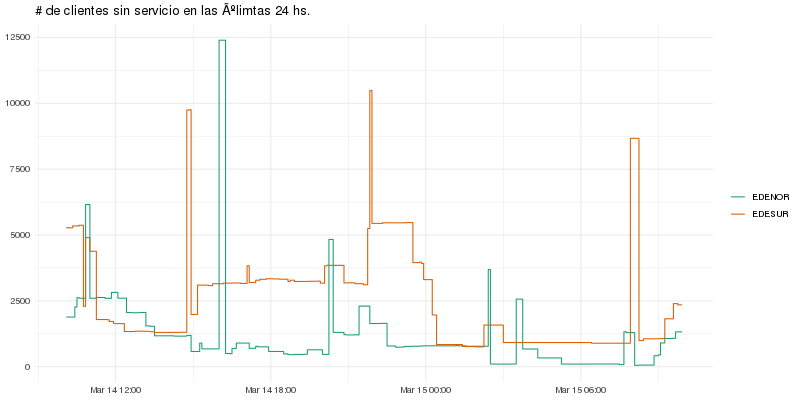 # de clientes sin servicio en las Ãºlimtas 24 hs.
12500
10000
7500
5000
2500
0
EDENOR
EDESUR
Mar 14 12:00
Mar 14 18:00
Mar 15 00:00
Mar 15 06:00